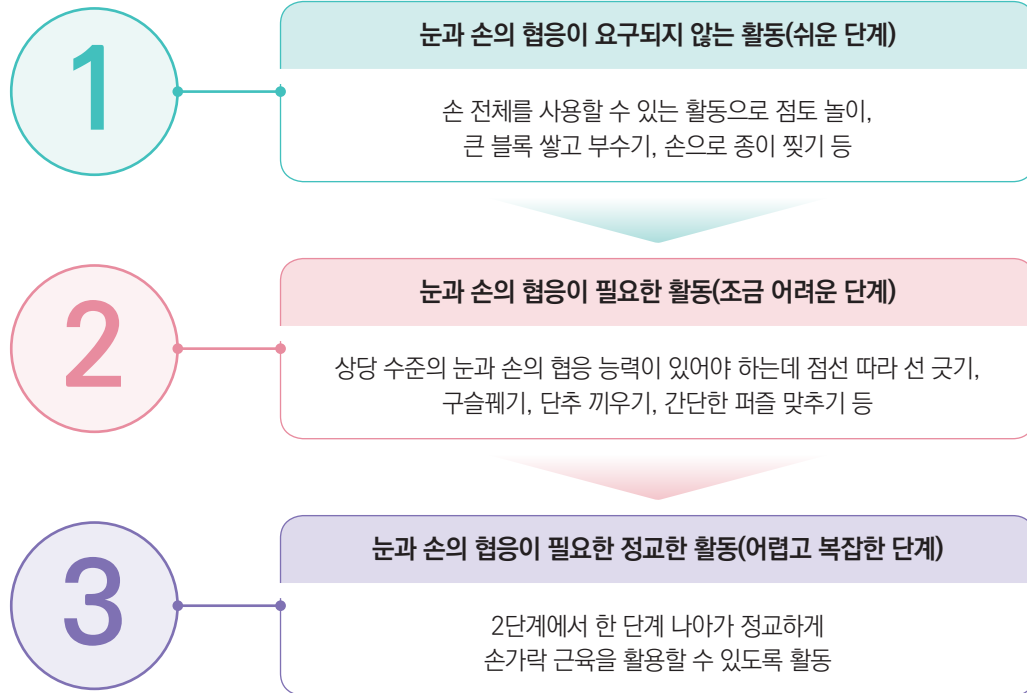 1
눈과 손의 협응이 요구되지 않는 활동(쉬운 단계)
손 전체를 사용할 수 있는 활동으로 점토 놀이,
큰 블록 쌓고 부수기, 손으로 종이 찢기 등
2
눈과 손의 협응이 필요한 활동(조금 어려운 단계)
상당 수준의 눈과 손의 협응 능력이 있어야 하는데 점선 따라 선 긋기,
구슬꿰기, 단추 끼우기, 간단한 퍼즐 맞추기 등
3
눈과 손의 협응이 필요한 정교한 활동(어렵고 복잡한 단계)
2단계에서 한 단계 나아가 정교하게
손가락 근육을 활용할 수 있도록 활동